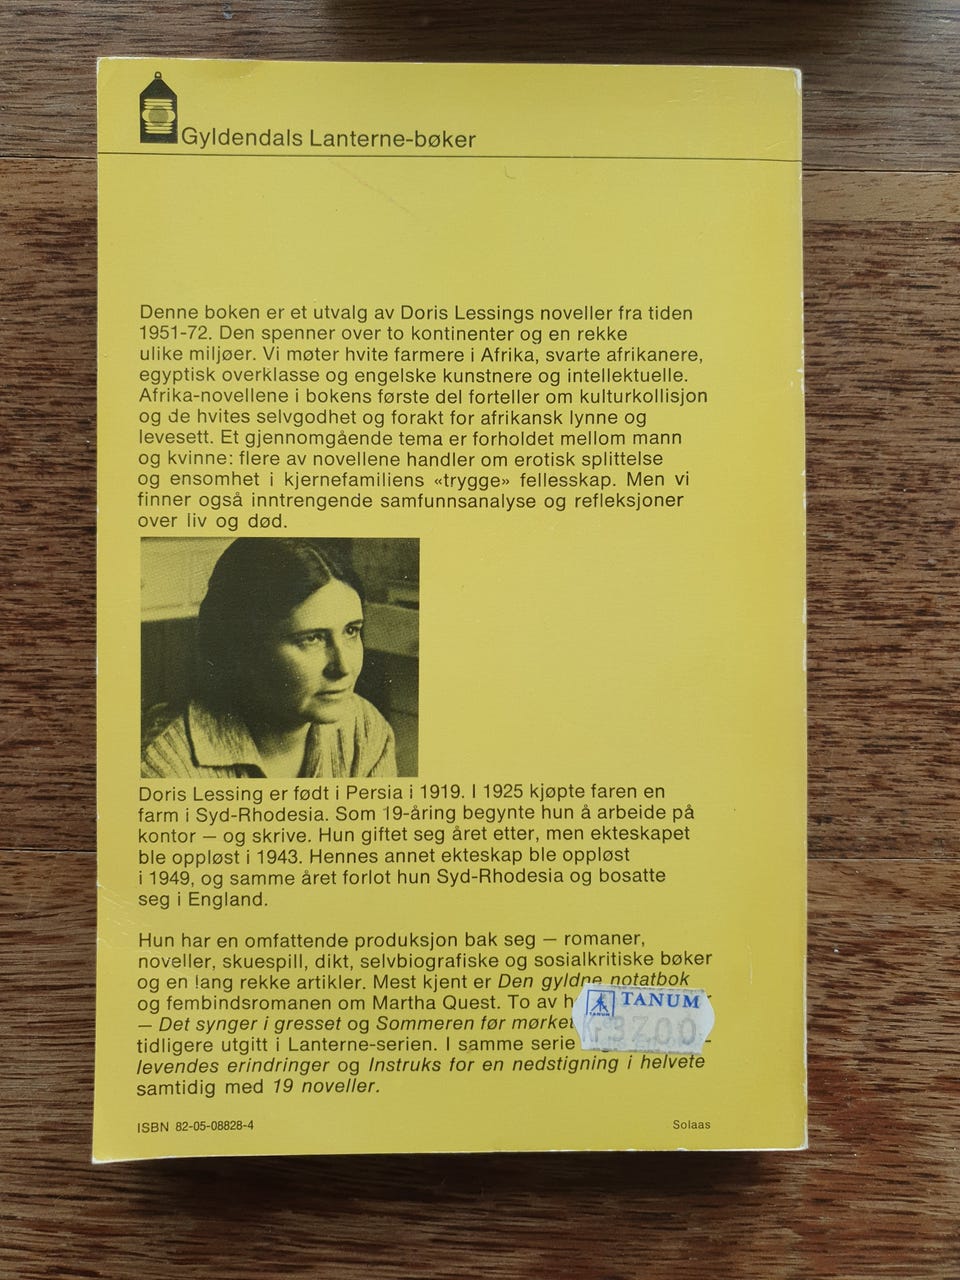 Gyldendals Lanterne-bøker
Denne boken er et utvalg av Doris Lessings noveller fra tiden
1951-72. Den spenner over to kontinenter og en rekke
ulike miljøer. Vi møter hvite farmere i Afrika, svarte afrikanere,
egyptisk overklasse og engelske kunstnere og intellektuelle.
Afrika-novellene i bokens første del forteller om kulturkollisjon
og de hvites selvgodhet og forakt for afrikansk lynne og
levesett. Et gjennomgående tema er forholdet mellom mann
og kvinne: flere av novellene handler om erotisk splittelse
og ensomhet i kjernefamiliens «trygge» fellesskap. Men vi
finner også inntrengende samfunnsanalyse og refleksjoner
over liv og død.
Doris Lessing er født i Persia i 1919. I 1925 kjøpte faren en
farm i Syd-Rhodesia. Som 19-åring begynte hun å arbeide på
kontor — og skrive. Hun giftet seg året etter, men ekteskapet
ble oppløst i 1943. Hennes annet ekteskap ble oppløst
i 1949, og samme året forlot hun Syd-Rhodesia og bosatte
seg i England.
Hun har en omfattende produksjon bak seg — romaner,
noveller, skuespill, dikt, selvbiografiske og sosialkritiske bøker
og en lang rekke artikler. Mest kjent er Den gyldne notatbok
og fembindsromanen om Martha Quest. To av
— Det synger i gresset og Sommeren før mørket
tidligere utgitt i Lanterne-serien. I samme serie
levendes erindringer og Instruks for en nedstigning i helvete
samtidig med 19 noveller.
TANUM
TANUM
ISBN 82-05-08828-4
Solaas